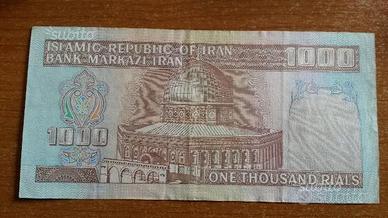 subito
ISLAMIC REPUBLIC OF IRAN
BANK MARKAZI IRAN
1000
1000
ONE THOUSAND RIALS
subito